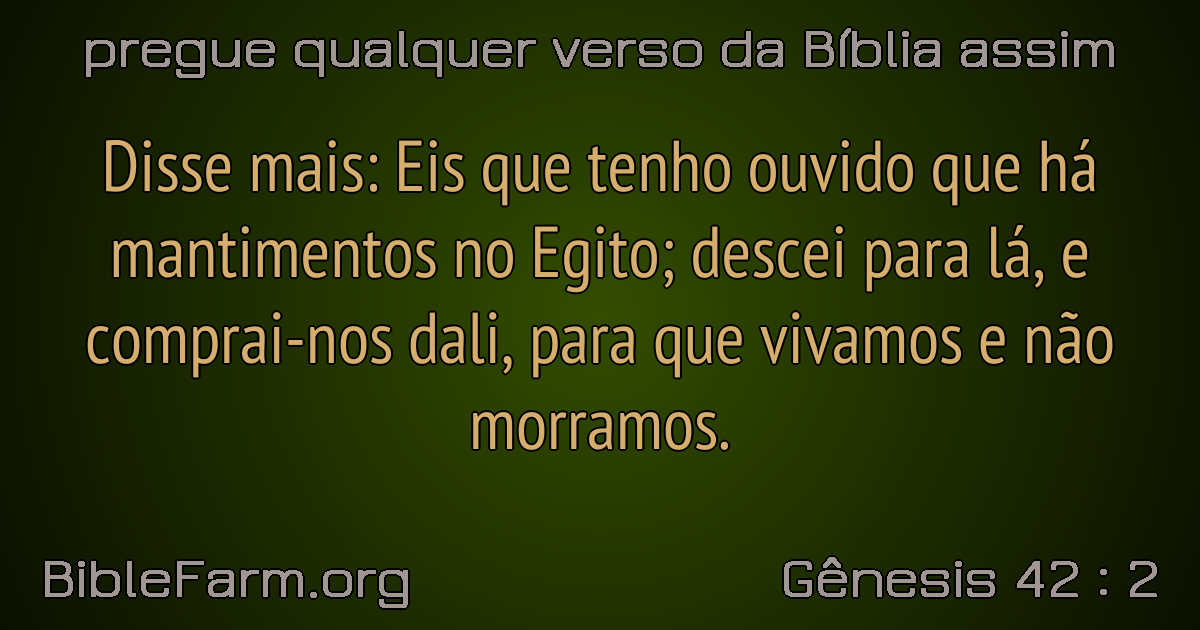 pregue qualquer verso da Bíblia assim
Disse mais: Eis que tenho ouvido que há
mantimentos no Egito; descei para lá, e
comprai-nos dali, para que vivamos e não
morramos.
BibleFarm.org
Gênesis 42 : 2